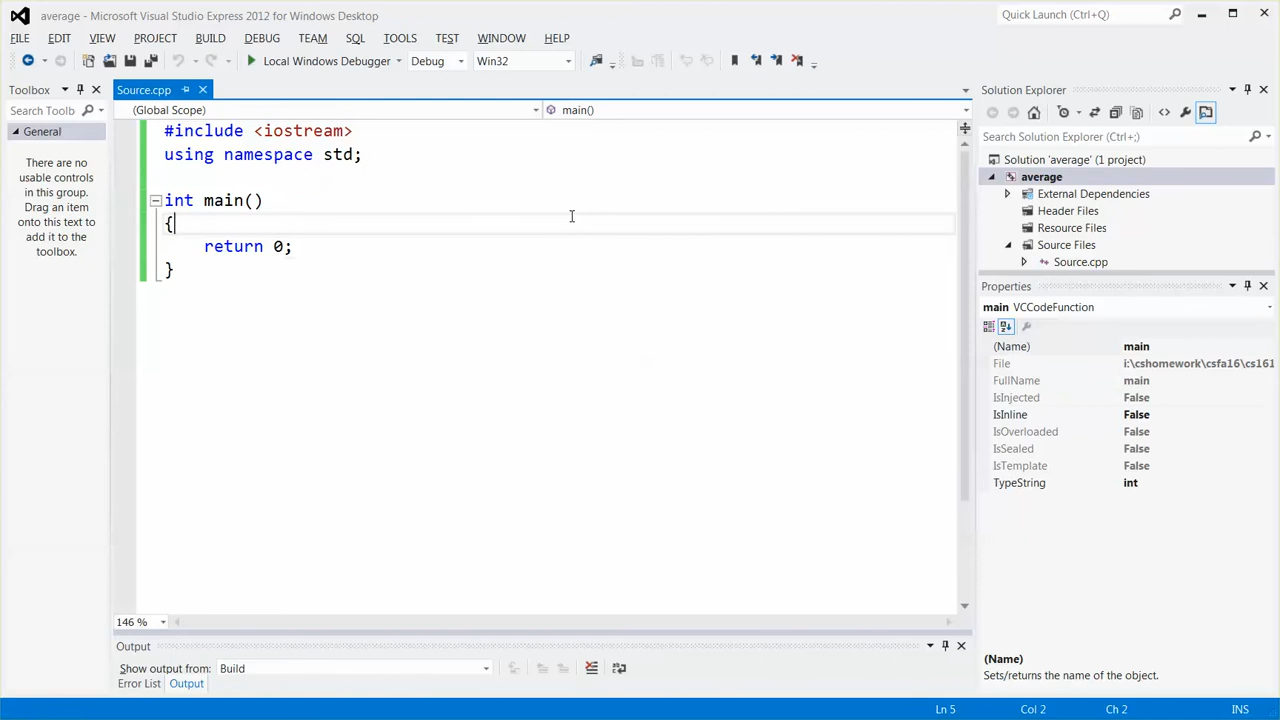 average - Microsoft Visual Studio Express 2012 for Windows Desktop
Quick Launch (Ctrl+Q)
FILE EDIT VIEW PROJECT BUILD DEBUG TEAM SQL TOOLS TEST WINDOW HELP
Local Windows Debugger Debug Win32
Toolbox
Search Toolb
General
There are no
usable controls
in this group.
Drag an item
onto this text to
add it to the
toolbox.
Source.cpp
(Global Scope) main()
#include <iostream>
using namespace std;
int main()
{
return 0;
}
146 %
Output
Show output from: Build
Error List Output
Solution Explorer
Search Solution Explorer (Ctrl+;)
Solution 'average' (1 project)
average
External Dependencies
Header Files
Resource Files
Source Files
Source.cpp
Properties
main VCCodeFunction
(Name) main
File i:\cshomework\csfa16\cs161
FullName main
IsInjected False
IsInline False
IsOverloaded False
IsSealed False
IsTemplate False
TypeString int
(Name)
Sets/returns the name of the object.
Ln 5 Col 2 Ch 2 INS